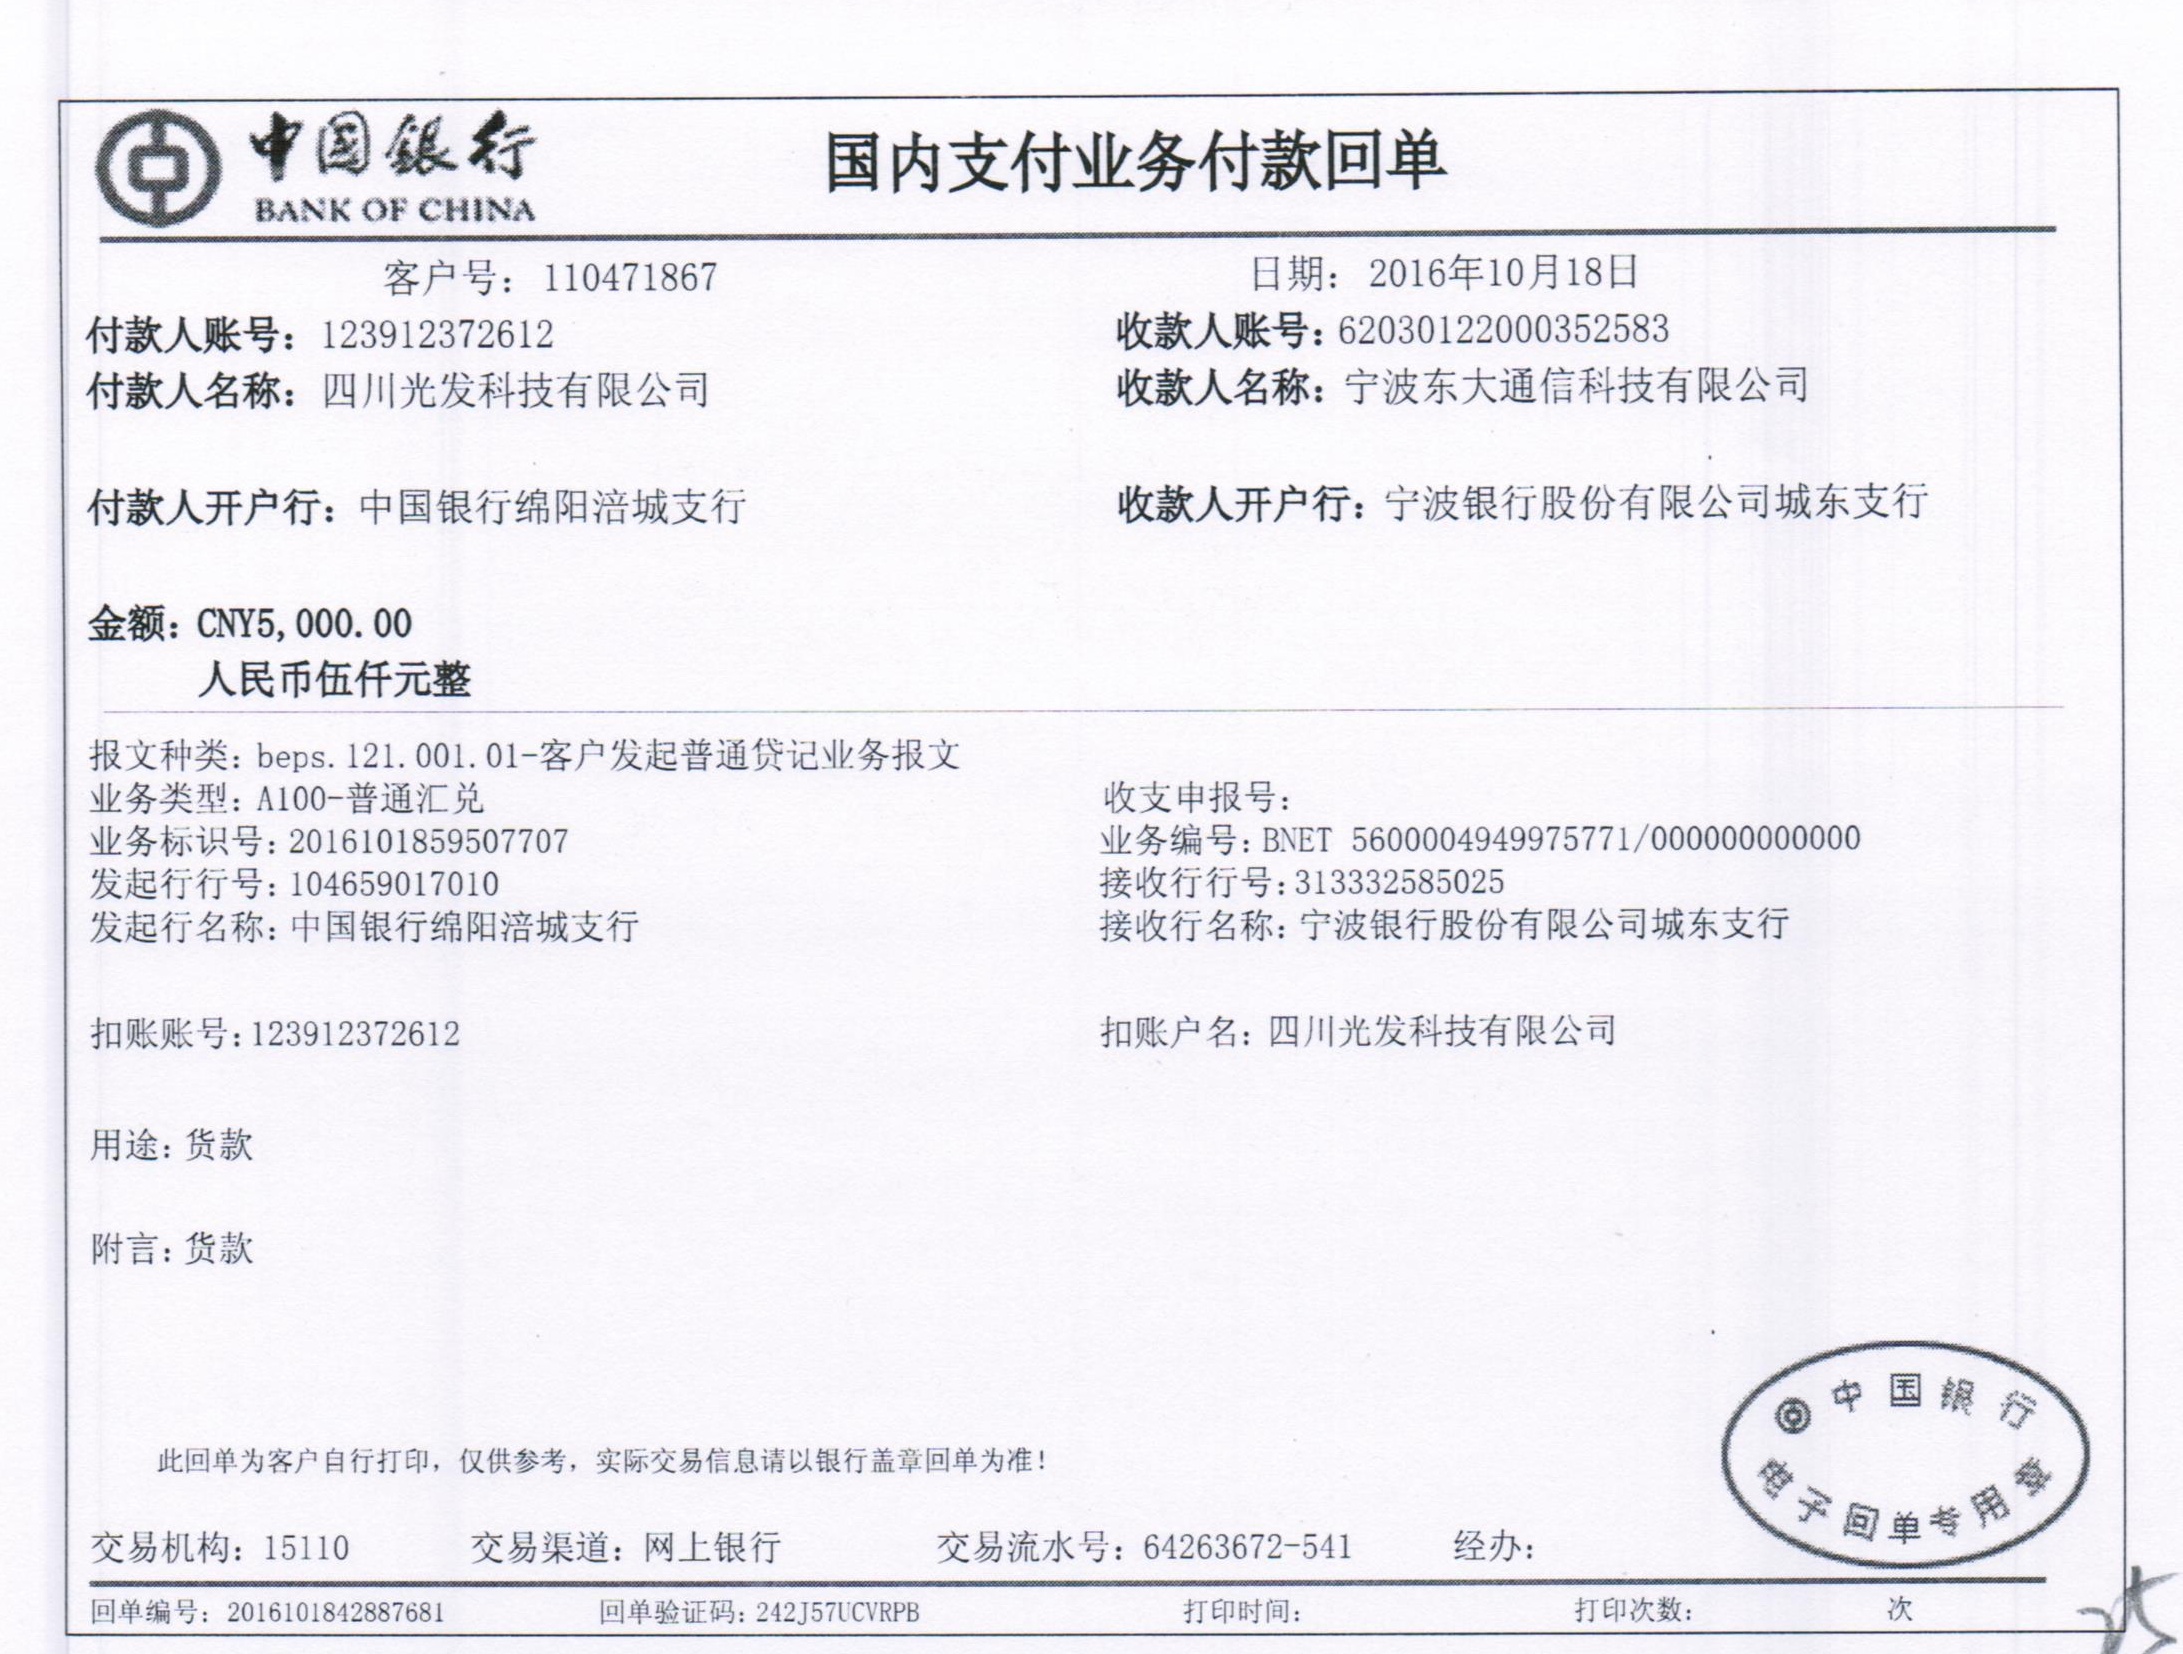 中国银行
BANK OF CHINA
国内支付业务付款回单
客户号：110471867 日期：2016年10月18日
付款人账号：123912372612 收款人账号：62030122000352583
付款人名称：四川光发科技有限公司 收款人名称：宁波东大通信科技有限公司
付款人开户行：中国银行绵阳涪城支行 收款人开户行：宁波银行股份有限公司城东支行
金额：CNY5,000.00
人民币伍仟元整
报文种类：beps.121.001.01-客户发起普通贷记业务报文
业务类型：A100-普通汇兑 收支申报号：
业务标识号：2016101859507707 业务编号：BNET 5600004949975771/000000000000
发起行行号：104659017010 接收行行号：313332585025
发起行名称：中国银行绵阳涪城支行 接收行名称：宁波银行股份有限公司城东支行
扣账账号：123912372612 扣账户名：四川光发科技有限公司
用途：货款
附言：货款
中国银行
电子回单专用章
此回单为客户自行打印，仅供参考，实际交易信息请以银行盖章回单为准！
交易机构：15110 交易渠道：网上银行 交易流水号：64263672-541 经办：
回单编号：2016101842887681 回单验证码：242J57UCVRPB 打印时间： 打印次数： 次